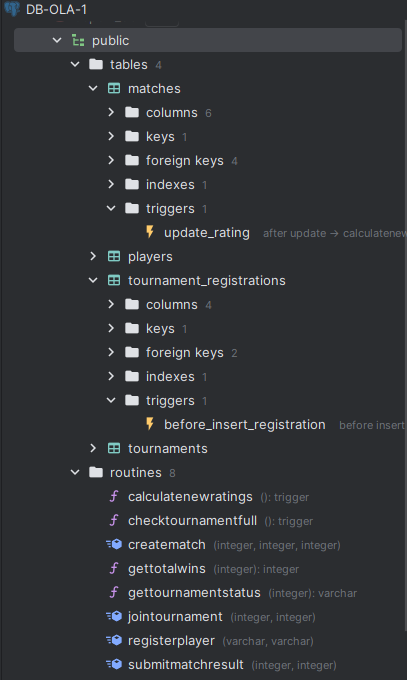 DB-OLA-1
public
tables 4
matches
columns 6
keys 1
foreign keys 4
indexes 1
triggers 1
update_rating after update → calculatenew
players
tournament_registrations
columns 4
keys 1
foreign keys 2
indexes 1
triggers 1
before_insert_registration before insert
tournaments
routines 8
calculatenewratings (): trigger
checktournamentfull (): trigger
creatematch (integer, integer, integer)
gettotalwins (integer): integer
gettournamentstatus (integer): varchar
jointournament (integer, integer)
registerplayer (varchar, varchar)
submitmatchresult (integer, integer)